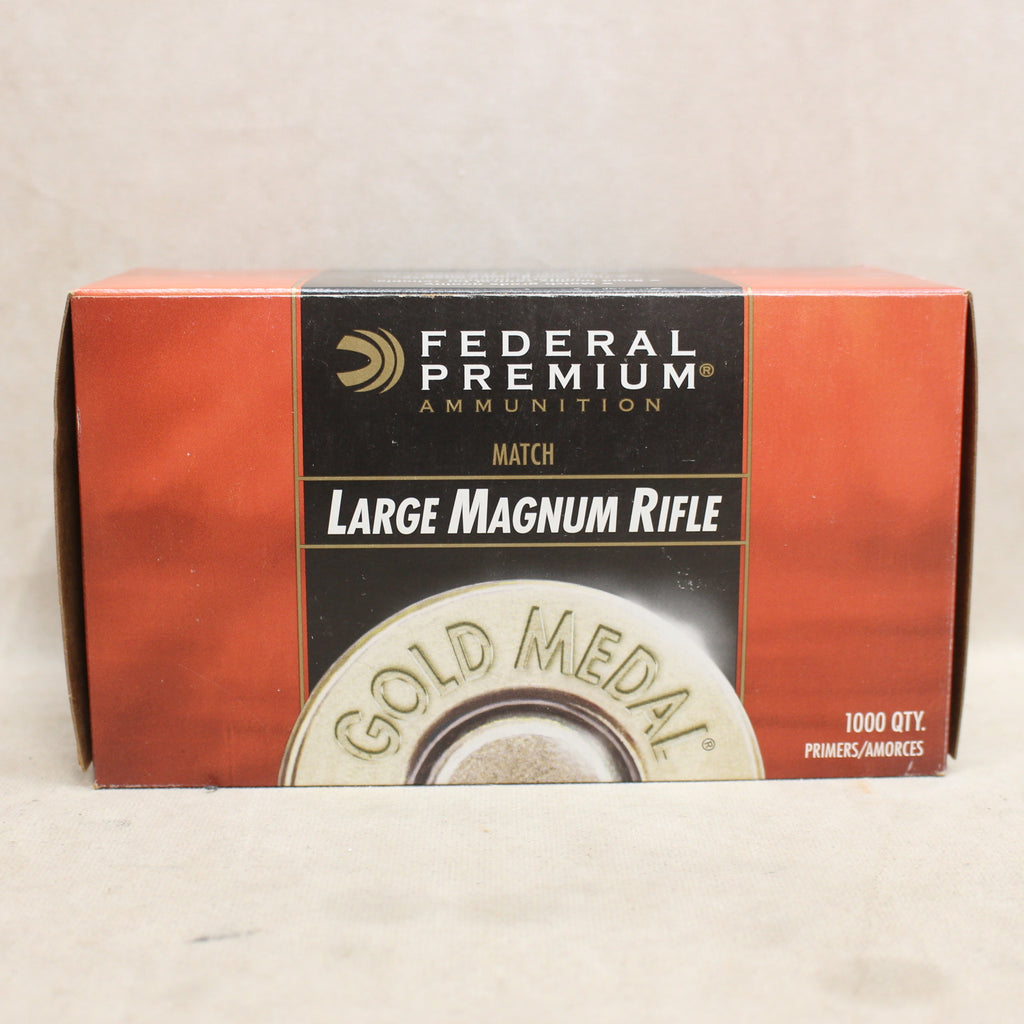 FEDERAL
PREMIUM®
AMMUNITION
MATCH
LARGE MAGNUM RIFLE
GOLD MEDAL®
1000 QTY.
PRIMERS/AMORCES